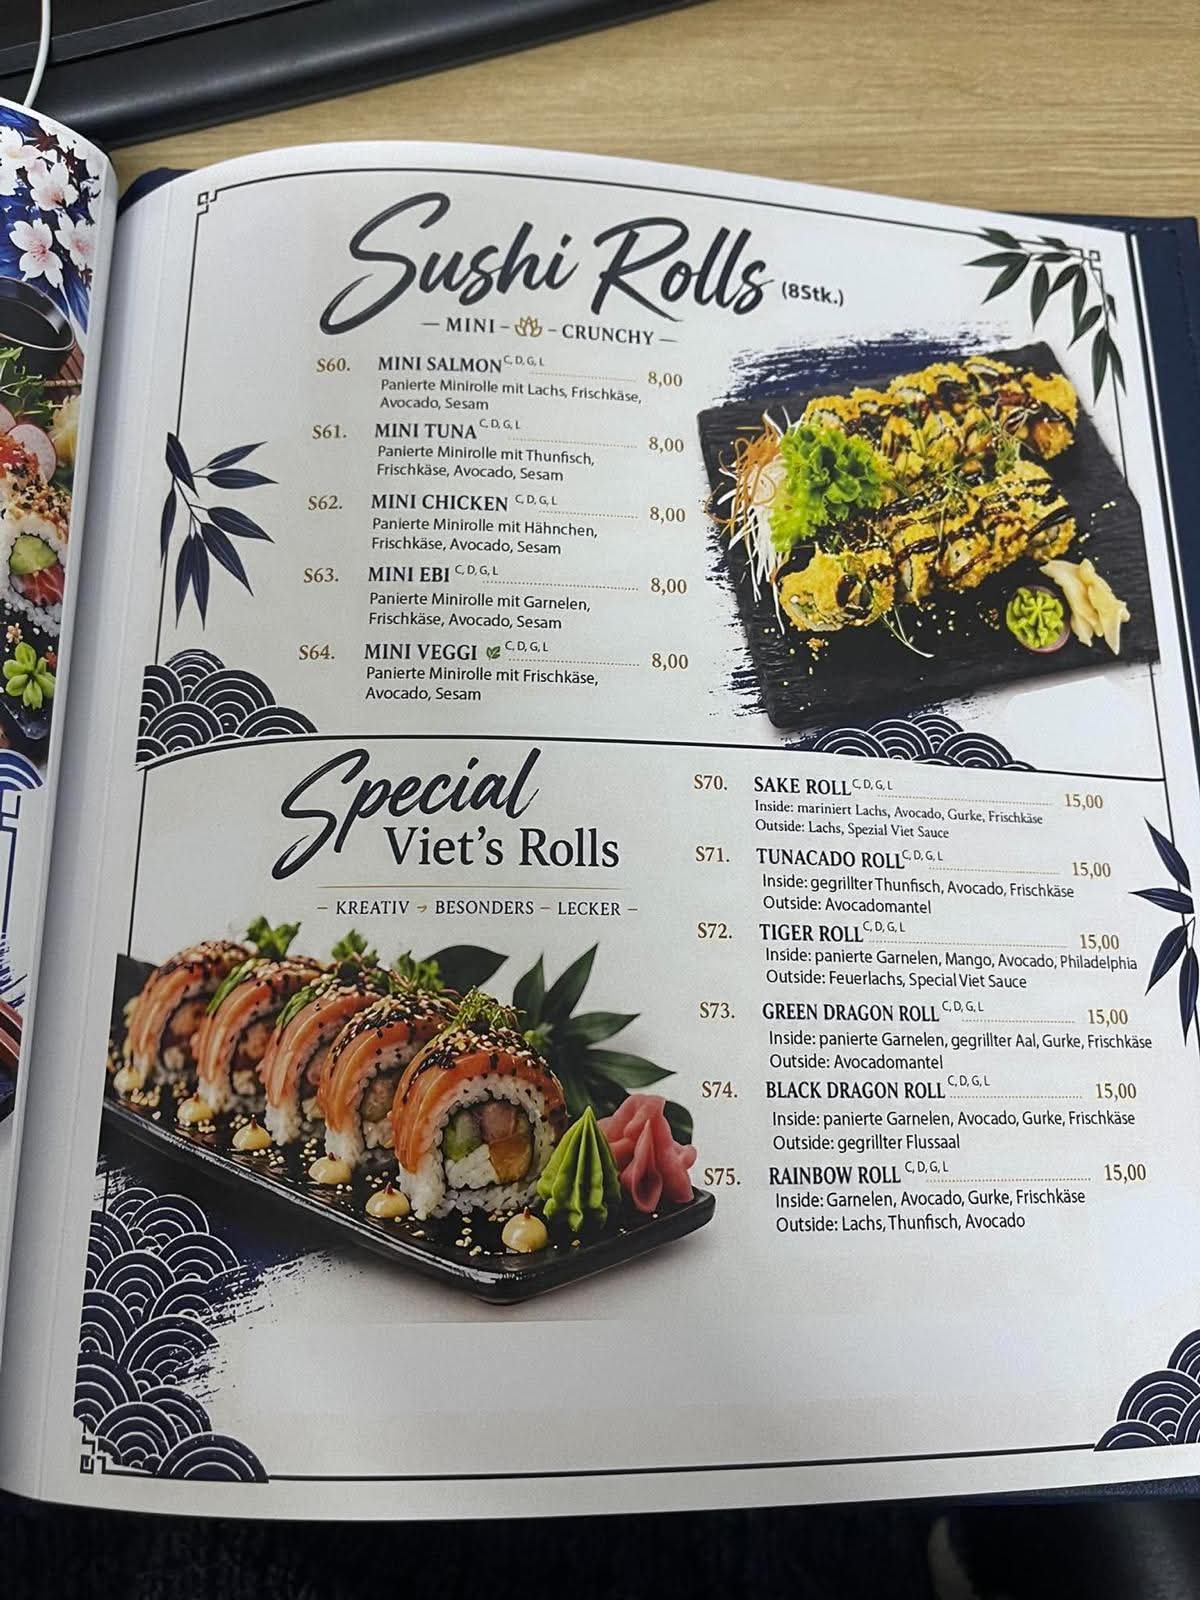 Sushi Rolls (8Stk.)
— MINI – – CRUNCHY —
S60. MINI SALMON C, D, G, L 8,00
Panierte Minirolle mit Lachs, Frischkäse,
Avocado, Sesam
S61. MINI TUNA C, D, G, L 8,00
Panierte Minirolle mit Thunfisch,
Frischkäse, Avocado, Sesam
S62. MINI CHICKEN C, D, G, L 8,00
Panierte Minirolle mit Hähnchen,
Frischkäse, Avocado, Sesam
S63. MINI EBI C, D, G, L 8,00
Panierte Minirolle mit Garnelen,
Frischkäse, Avocado, Sesam
S64. MINI VEGGI C, D, G, L 8,00
Panierte Minirolle mit Frischkäse,
Avocado, Sesam
Special
Viet's Rolls
– KREATIV – BESONDERS – LECKER –
S70. SAKE ROLL C, D, G, L 15,00
Inside: mariniert Lachs, Avocado, Gurke, Frischkäse
Outside: Lachs, Spezial Viet Sauce
S71. TUNACADO ROLL C, D, G, L 15,00
Inside: gegrillter Thunfisch, Avocado, Frischkäse
Outside: Avocadomantel
S72. TIGER ROLL C, D, G, L 15,00
Inside: panierte Garnelen, Mango, Avocado, Philadelphia
Outside: Feuerlachs, Special Viet Sauce
S73. GREEN DRAGON ROLL C, D, G, L 15,00
Inside: panierte Garnelen, gegrillter Aal, Gurke, Frischkäse
Outside: Avocadomantel
S74. BLACK DRAGON ROLL C, D, G, L 15,00
Inside: panierte Garnelen, Avocado, Gurke, Frischkäse
Outside: gegrillter Flussaal
S75. RAINBOW ROLL C, D, G, L 15,00
Inside: Garnelen, Avocado, Gurke, Frischkäse
Outside: Lachs, Thunfisch, Avocado